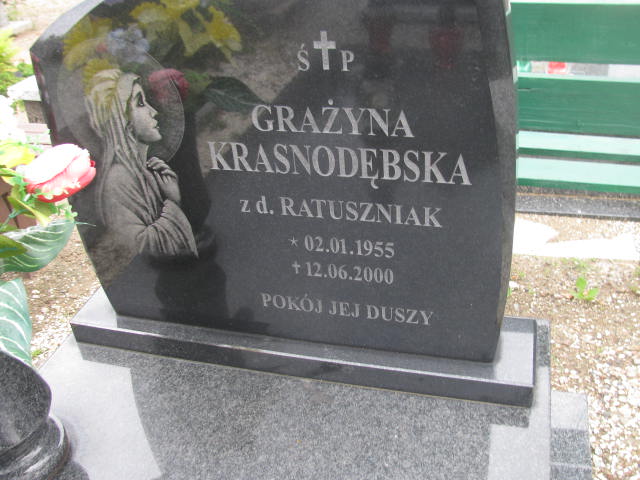 Ś P
GRAŻYNA
KRASNODĘBSKA
z d. RATUSZNIAK
* 02.01.1955
✝ 12.06.2000
POKÓJ JEJ DUSZY